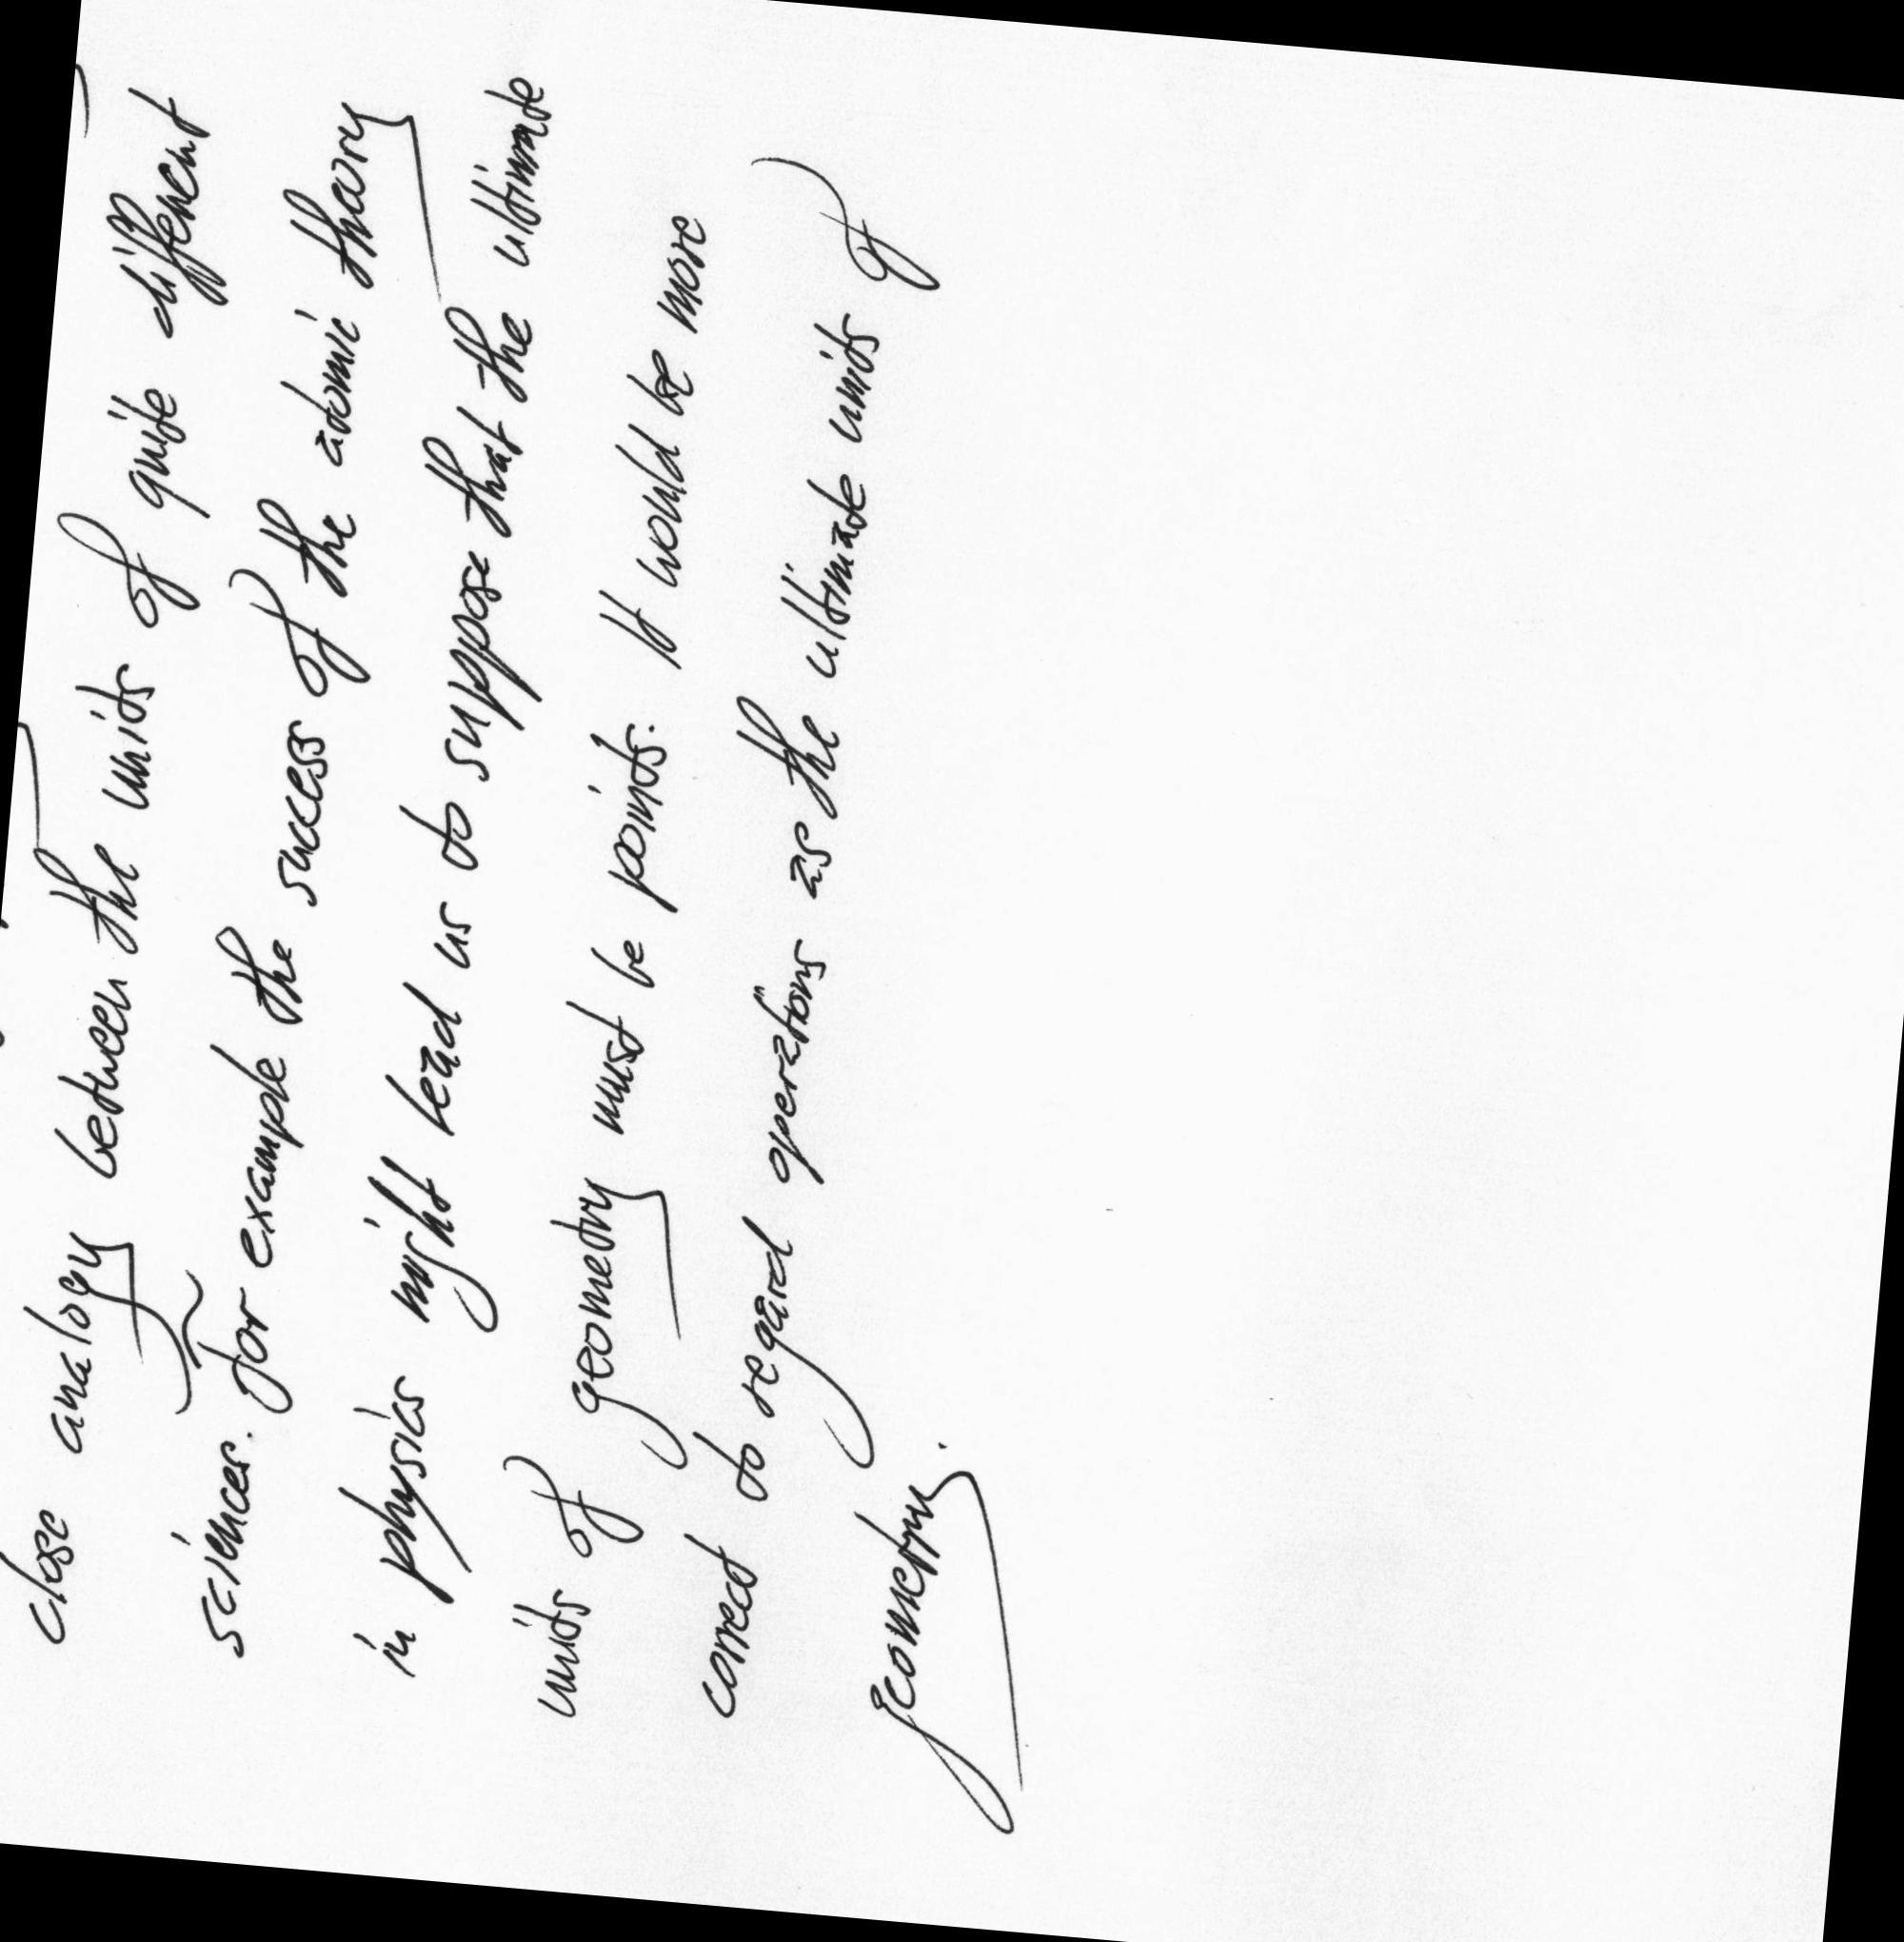 close analogy between the units of quite different
sciences. For example the success of the atomic theory
in physics might lead us to suppose that the ultimate
units of geometry must be points. It would be more
correct to regard operations as the ultimate units of
geometry.